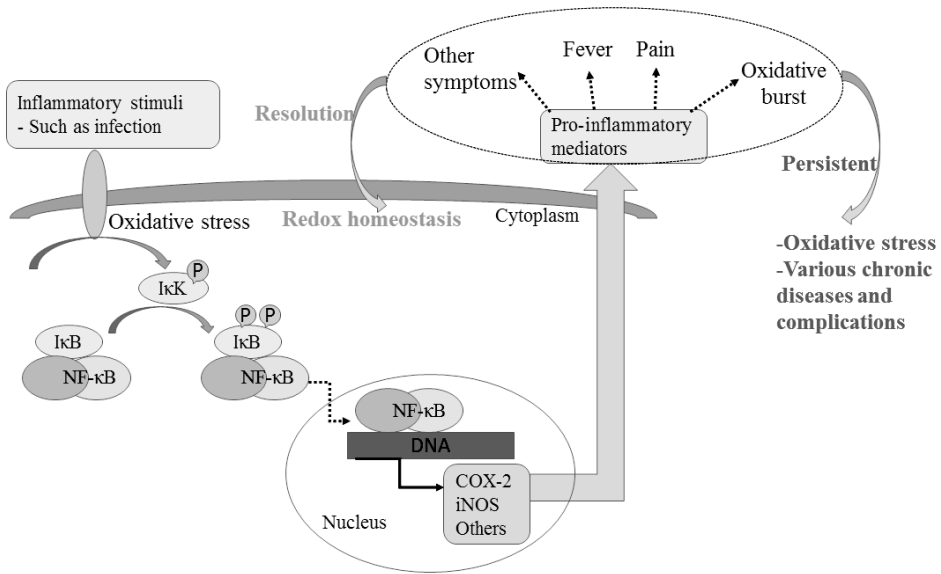 Inflammatory stimuli
- Such as infection
Resolution
Other
symptoms
Fever
Pain
Oxidative
burst
Pro-inflammatory
mediators
Persistent
Redox homeostasis
Cytoplasm
Oxidative stress
-Oxidative stress
-Various chronic
diseases and
complications
P
IκK
P
P
IκB
NF-κB
IκB
NF-κB
NF-κB
DNA
COX-2
iNOS
Others
Nucleus